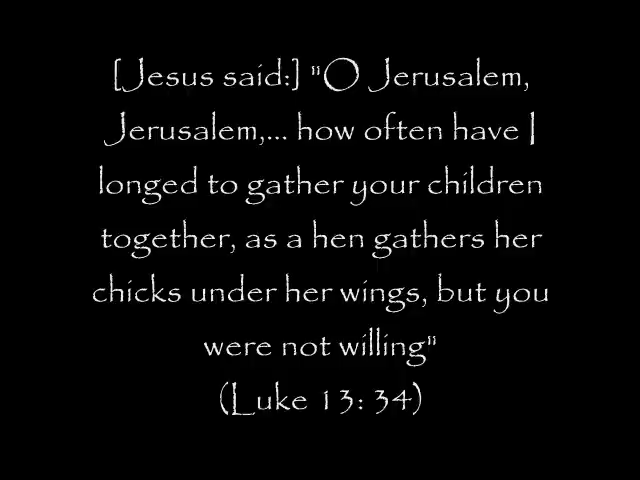 [Jesus said:] "O Jerusalem,
Jerusalem,... how often have I
longed to gather your children
together, as a hen gathers her
chicks under her wings, but you
were not willing"
(Luke 13: 34)